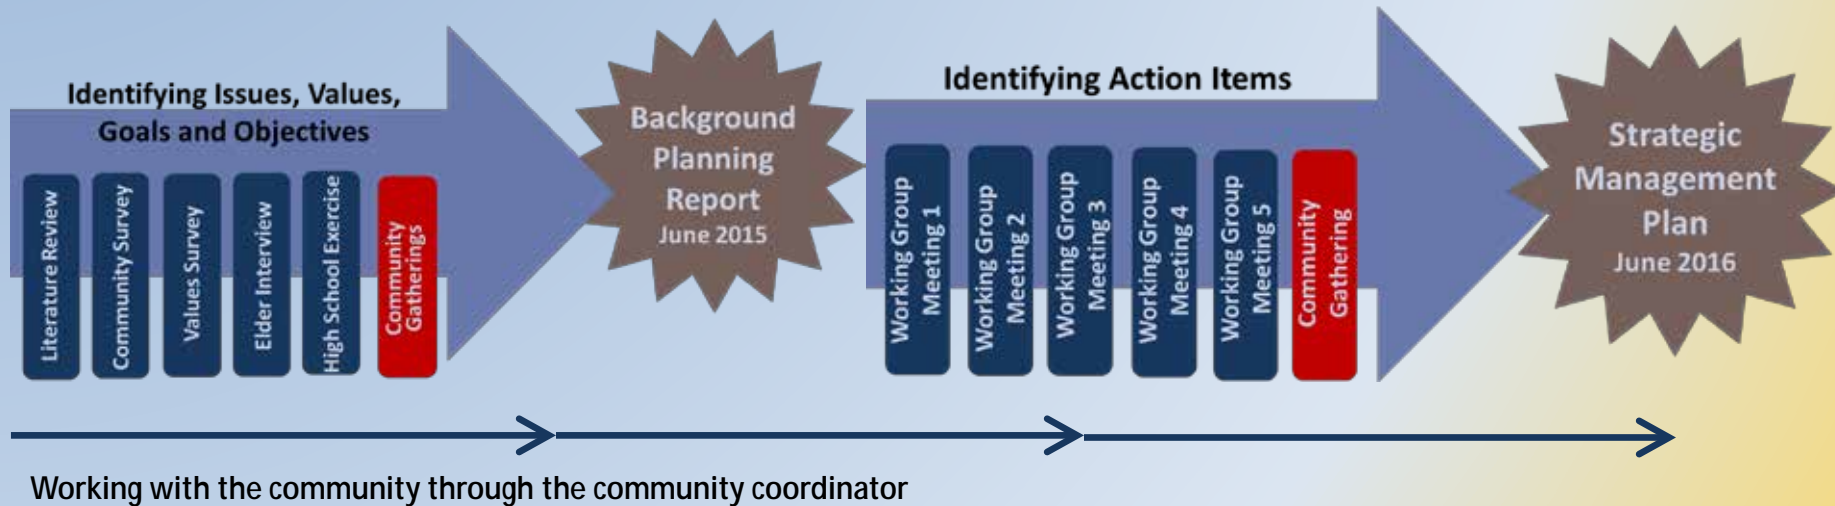 Identifying Issues, Values,
Goals and Objectives
Literature Review
Community Survey
Values Survey
Elder Interview
High School Exercise
Community
Gatherings
Background
Planning
Report
June 2015
Identifying Action Items
Working Group
Meeting 1
Working Group
Meeting 2
Working Group
Meeting 3
Working Group
Meeting 4
Working Group
Meeting 5
Community
Gathering
Strategic
Management
Plan
June 2016
Working with the community through the community coordinator